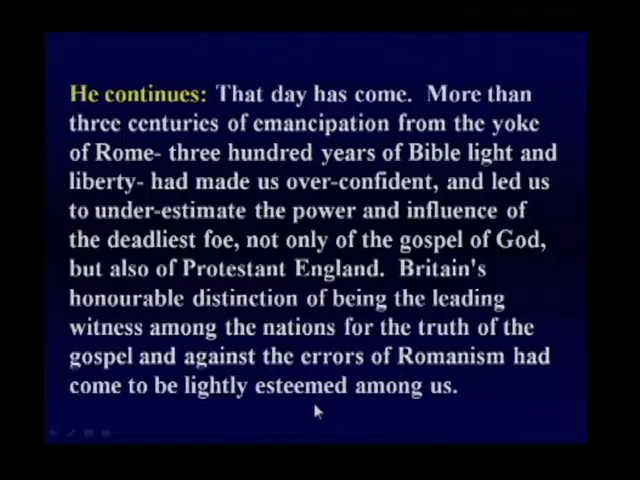 He continues: That day has come. More than
three centuries of emancipation from the yoke
of Rome- three hundred years of Bible light and
liberty- had made us over-confident, and led us
to under-estimate the power and influence of
the deadliest foe, not only of the gospel of God,
but also of Protestant England. Britain's
honourable distinction of being the leading
witness among the nations for the truth of the
gospel and against the errors of Romanism had
come to be lightly esteemed among us.